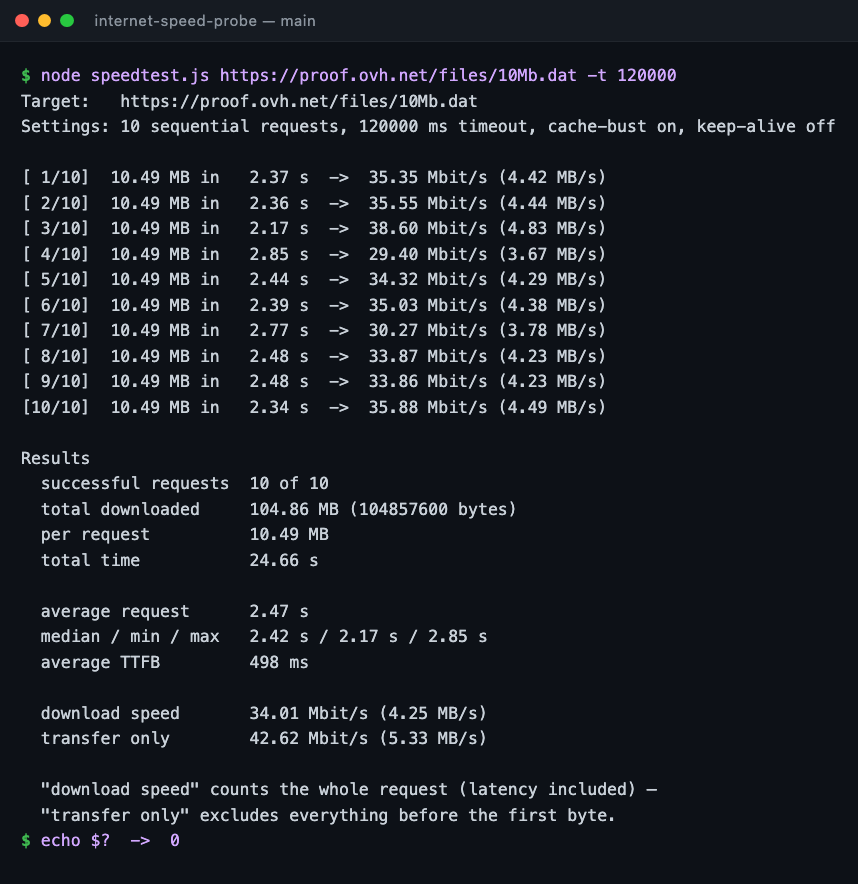 internet-speed-probe — main
$ node speedtest.js https://proof.ovh.net/files/10Mb.dat -t 120000
Target:   https://proof.ovh.net/files/10Mb.dat
Settings: 10 sequential requests, 120000 ms timeout, cache-bust on, keep-alive off
[ 1/10]  10.49 MB in   2.37 s  ->  35.35 Mbit/s (4.42 MB/s)
[ 2/10]  10.49 MB in   2.36 s  ->  35.55 Mbit/s (4.44 MB/s)
[ 3/10]  10.49 MB in   2.17 s  ->  38.60 Mbit/s (4.83 MB/s)
[ 4/10]  10.49 MB in   2.85 s  ->  29.40 Mbit/s (3.67 MB/s)
[ 5/10]  10.49 MB in   2.44 s  ->  34.32 Mbit/s (4.29 MB/s)
[ 6/10]  10.49 MB in   2.39 s  ->  35.03 Mbit/s (4.38 MB/s)
[ 7/10]  10.49 MB in   2.77 s  ->  30.27 Mbit/s (3.78 MB/s)
[ 8/10]  10.49 MB in   2.48 s  ->  33.87 Mbit/s (4.23 MB/s)
[ 9/10]  10.49 MB in   2.48 s  ->  33.86 Mbit/s (4.23 MB/s)
[10/10]  10.49 MB in   2.34 s  ->  35.88 Mbit/s (4.49 MB/s)
Results
  successful requests  10 of 10
  total downloaded     104.86 MB (104857600 bytes)
  per request          10.49 MB
  total time           24.66 s
  average request      2.47 s
  median / min / max   2.42 s / 2.17 s / 2.85 s
  average TTFB         498 ms
  download speed       34.01 Mbit/s (4.25 MB/s)
  transfer only        42.62 Mbit/s (5.33 MB/s)
  "download speed" counts the whole request (latency included) —
  "transfer only" excludes everything before the first byte.
$ echo $?  ->  0